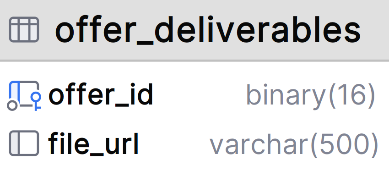 offer_deliverables
offer_id binary(16)
file_url varchar(500)